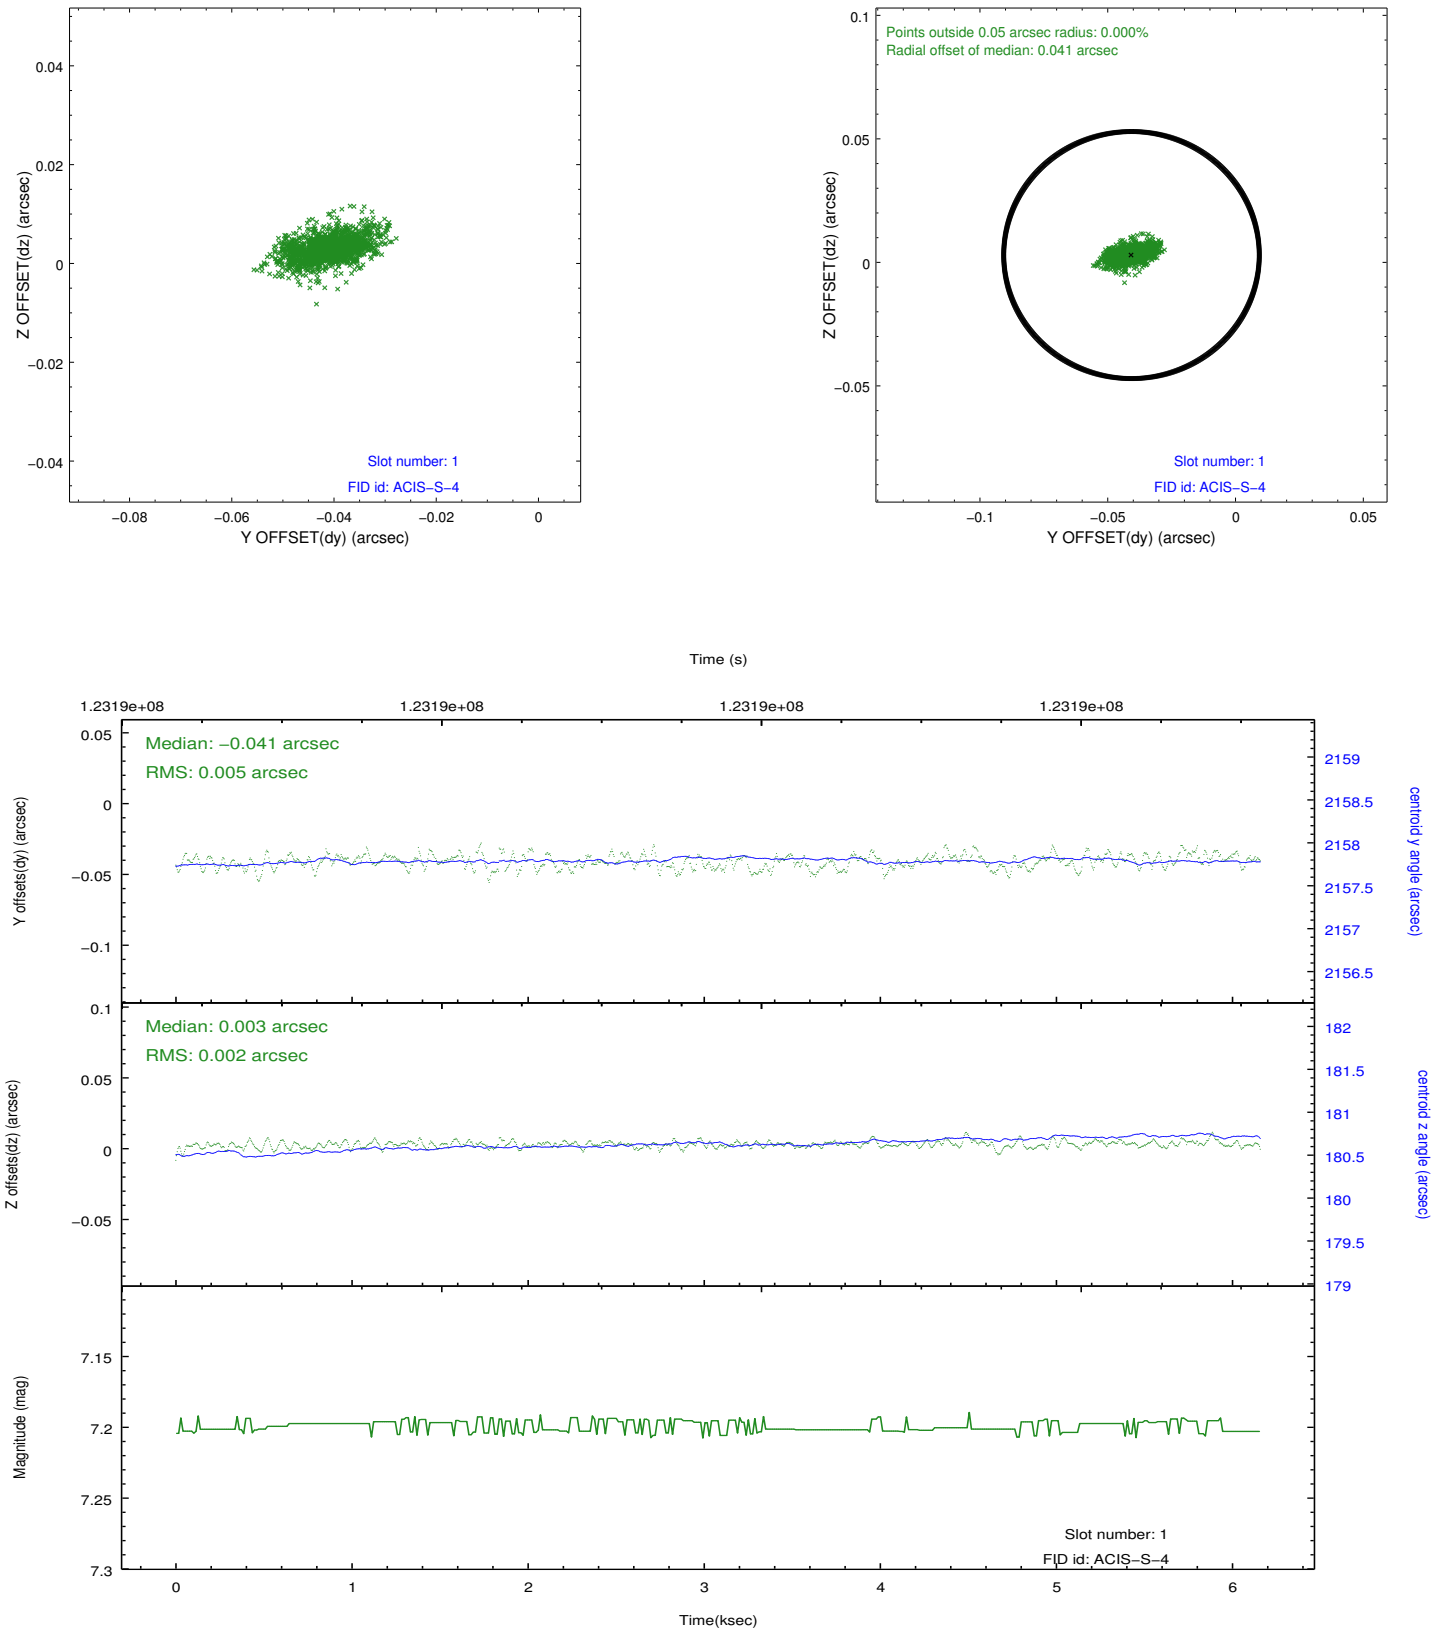 0.04
0.02
0
−0.02
−0.04
Z OFFSET(dz) (arcsec)
Slot number: 1
FID id: ACIS−S−4
−0.08 −0.06 −0.04 −0.02 0
Y OFFSET(dy) (arcsec)
0.1
0.05
0
−0.05
Z OFFSET(dz) (arcsec)
Points outside 0.05 arcsec radius: 0.000%
Radial offset of median: 0.041 arcsec
Slot number: 1
FID id: ACIS−S−4
−0.1 −0.05 0 0.05
Y OFFSET(dy) (arcsec)
Time (s)
1.2319e+08 1.2319e+08 1.2319e+08 1.2319e+08
0.05
0
−0.05
−0.1
Y offsets(dy) (arcsec)
Median: −0.041 arcsec
RMS: 0.005 arcsec
2159
2158.5
2158
2157.5
2157
2156.5
centroid y angle (arcsec)
0.1
0.05
0
−0.05
Z offsets(dz) (arcsec)
Median: 0.003 arcsec
RMS: 0.002 arcsec
182
181.5
181
180.5
180
179.5
179
centroid z angle (arcsec)
7.15
7.2
7.25
7.3
Magnitude (mag)
Slot number: 1
FID id: ACIS−S−4
0 1 2 3 4 5 6
Time(ksec)